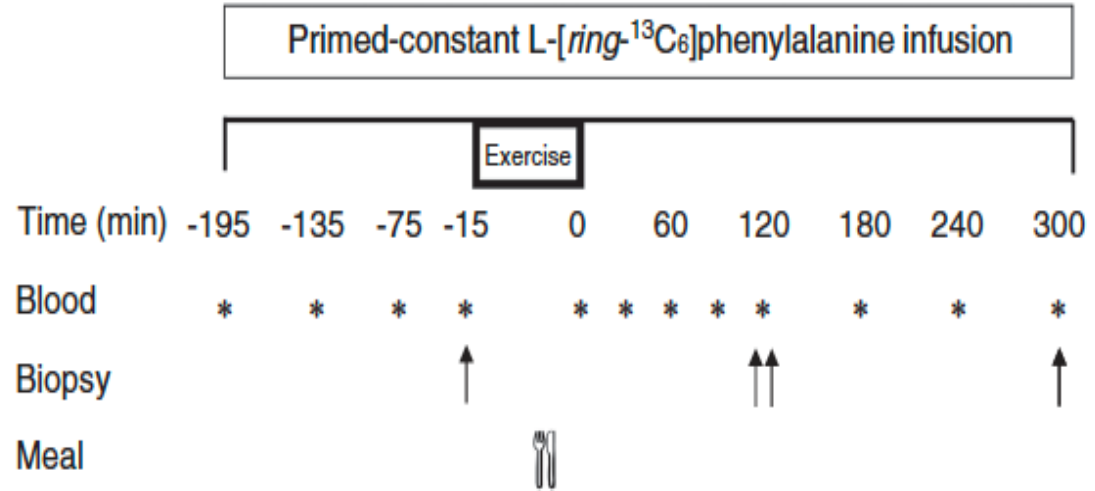 Primed-constant L-[ring-¹³C₆]phenylalanine infusion
Exercise
Time (min) -195 -135 -75 -15 0 60 120 180 240 300
Blood * * * * * * * * * * * *
Biopsy
Meal